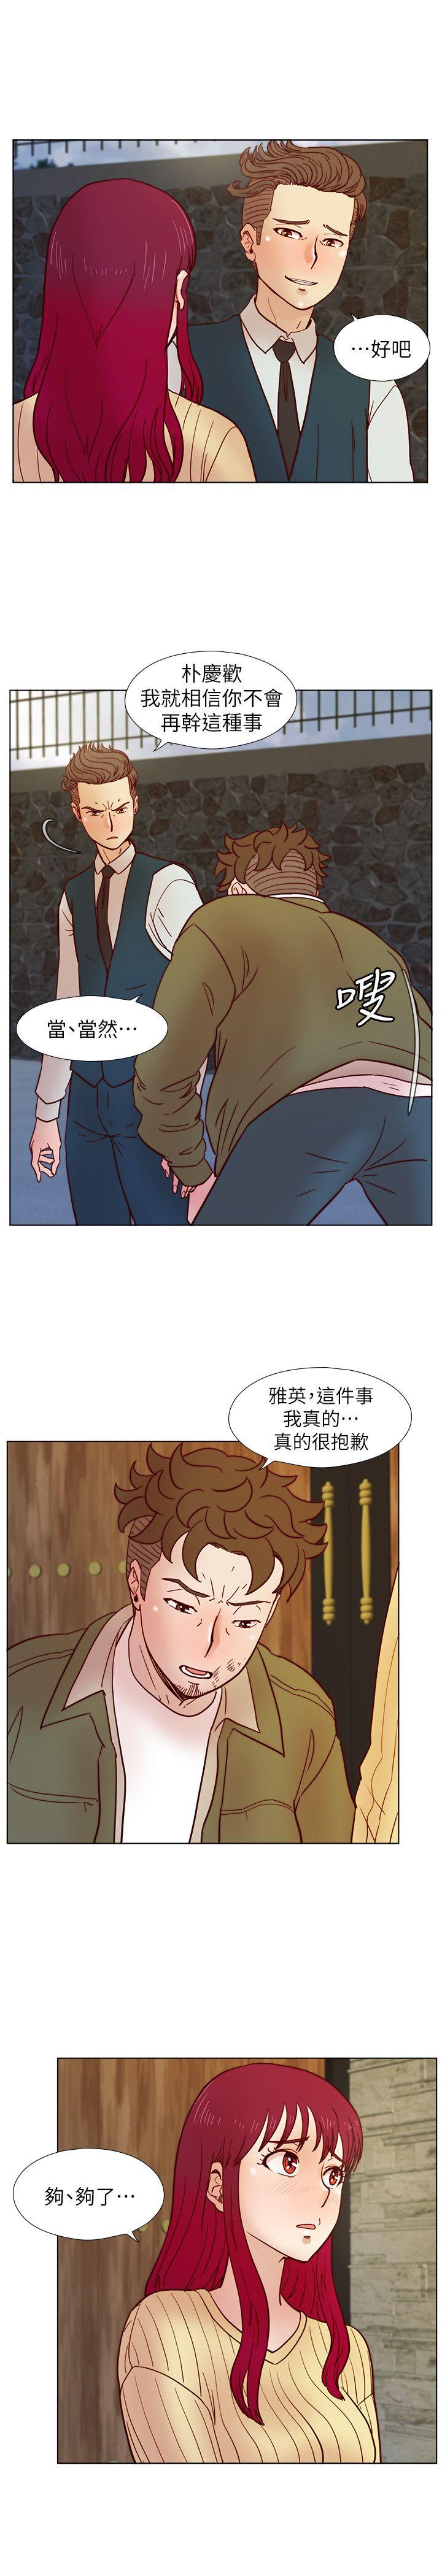 …好吧
朴慶歡
我就相信你不會
再幹這種事
嗖
當、當然…
雅英，這件事
我真的…
真的很抱歉
夠、夠了…